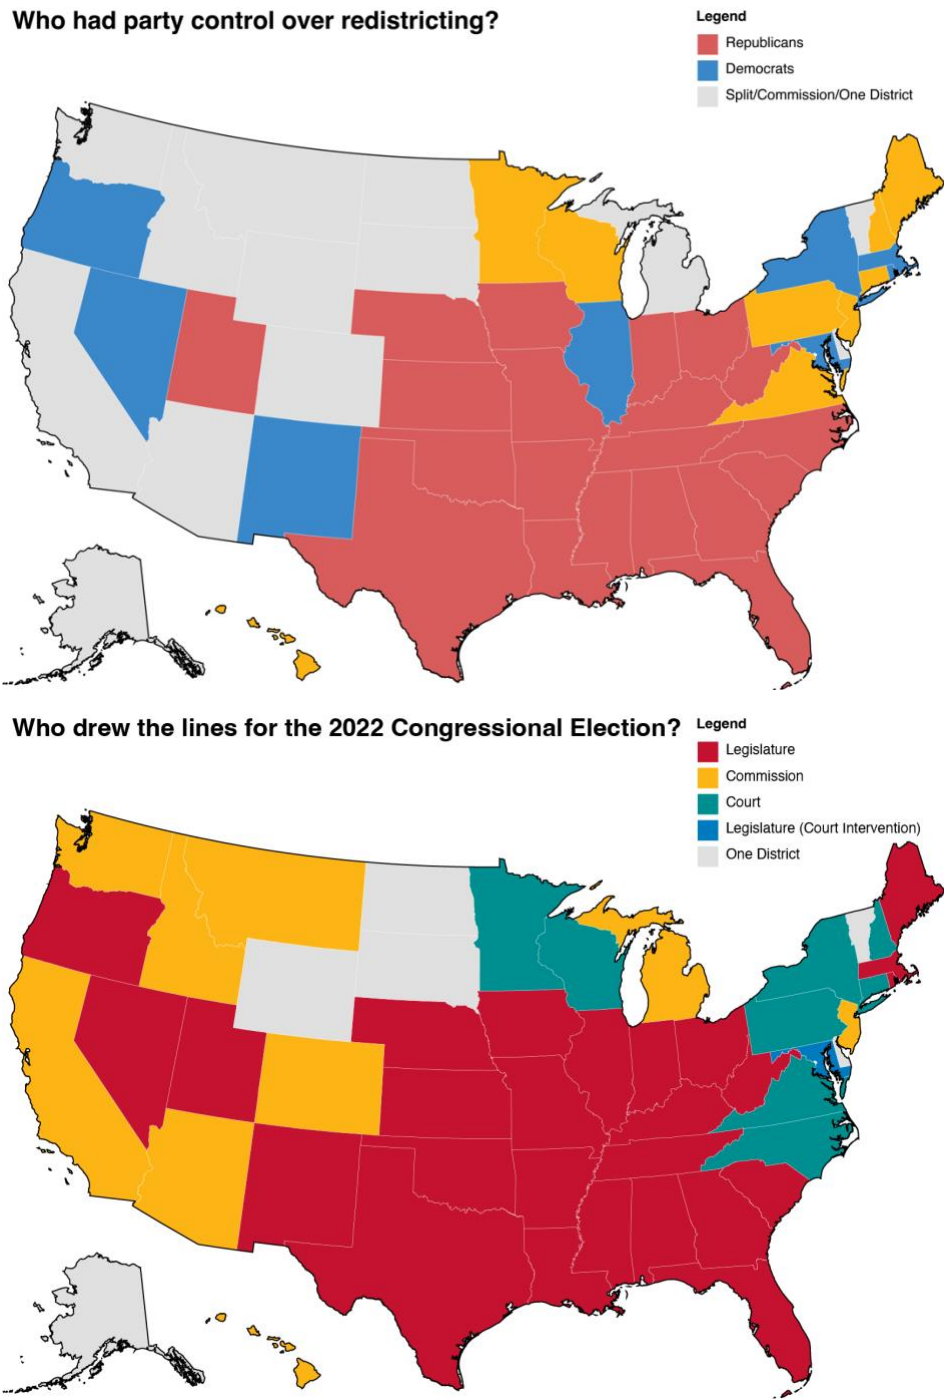 Who had party control over redistricting?
Legend
Republicans
Democrats
Split/Commission/One District
Who drew the lines for the 2022 Congressional Election?
Legend
Legislature
Commission
Court
Legislature (Court Intervention)
One District